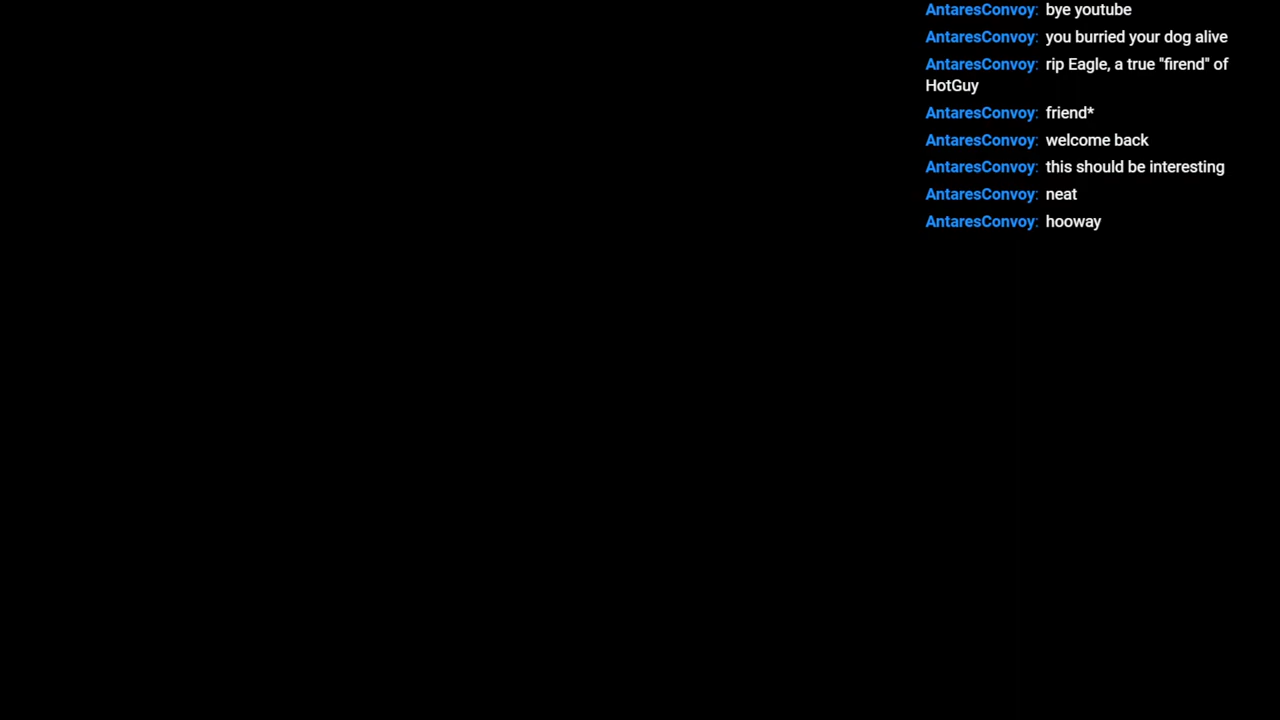 AntaresConvoy: bye youtube
AntaresConvoy: you burried your dog alive
AntaresConvoy: rip Eagle, a true "firend" of
HotGuy
AntaresConvoy: friend*
AntaresConvoy: welcome back
AntaresConvoy: this should be interesting
AntaresConvoy: neat
AntaresConvoy: hooway